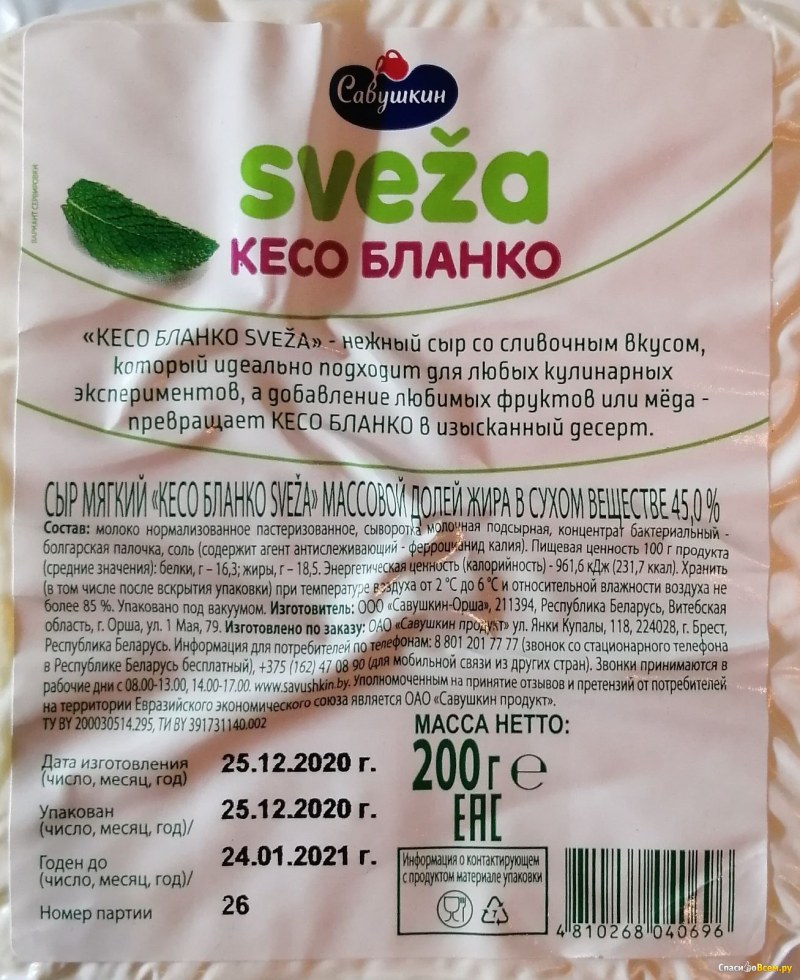 Савушкин
sveža
КЕСО БЛАНКО
ВАРИАНТ СЕРВИРОВКИ
«КЕСО БЛАНКО SVEŽA» - нежный сыр со сливочным вкусом,
который идеально подходит для любых кулинарных
экспериментов, а добавление любимых фруктов или мёда -
превращает КЕСО БЛАНКО в изысканный десерт.
СЫР МЯГКИЙ «КЕСО БЛАНКО SVEŽA» МАССОВОЙ ДОЛЕЙ ЖИРА В СУХОМ ВЕЩЕСТВЕ 45,0 %
Состав: молоко нормализованное пастеризованное, сыворотка молочная подсырная, концентрат бактериальный -
болгарская палочка, соль (содержит агент антислеживающий - ферроцианид калия). Пищевая ценность 100 г продукта
(средние значения): белки, г – 16,3; жиры, г – 18,5. Энергетическая ценность (калорийность) - 961,6 кДж (231,7 ккал). Хранить
(в том числе после вскрытия упаковки) при температуре воздуха от 2 °C до 6 °C и относительной влажности воздуха не
более 85 %. Упаковано под вакуумом. Изготовитель: ООО «Савушкин-Орша», 211394, Республика Беларусь, Витебская
область, г. Орша, ул. 1 Мая, 79. Изготовлено по заказу: ОАО «Савушкин продукт» ул. Янки Купалы, 118, 224028, г. Брест,
Республика Беларусь. Информация для потребителей по телефонам: 8 801 201 77 77 (звонок со стационарного телефона
в Республике Беларусь бесплатный), +375 (162) 47 08 90 (для мобильной связи из других стран). Звонки принимаются в
рабочие дни с 08.00-13.00, 14.00-17.00. www.savushkin.by. Уполномоченным на принятие отзывов и претензий от потребителей
на территории Евразийского экономического союза является ОАО «Савушкин продукт».
ТУ BY 200030514.295, ТИ BY 391731140.002
МАССА НЕТТО:
200 г e
EAC
Дата изготовления
(число, месяц, год)
25.12.2020 г.
Упакован
(число, месяц, год)/
25.12.2020 г.
Годен до
(число, месяц, год)/
24.01.2021 г.
Номер партии
26
Информация о контактирующем
с продуктом материале упаковки
7
4 810268 040696
СпасибоВсем.ру